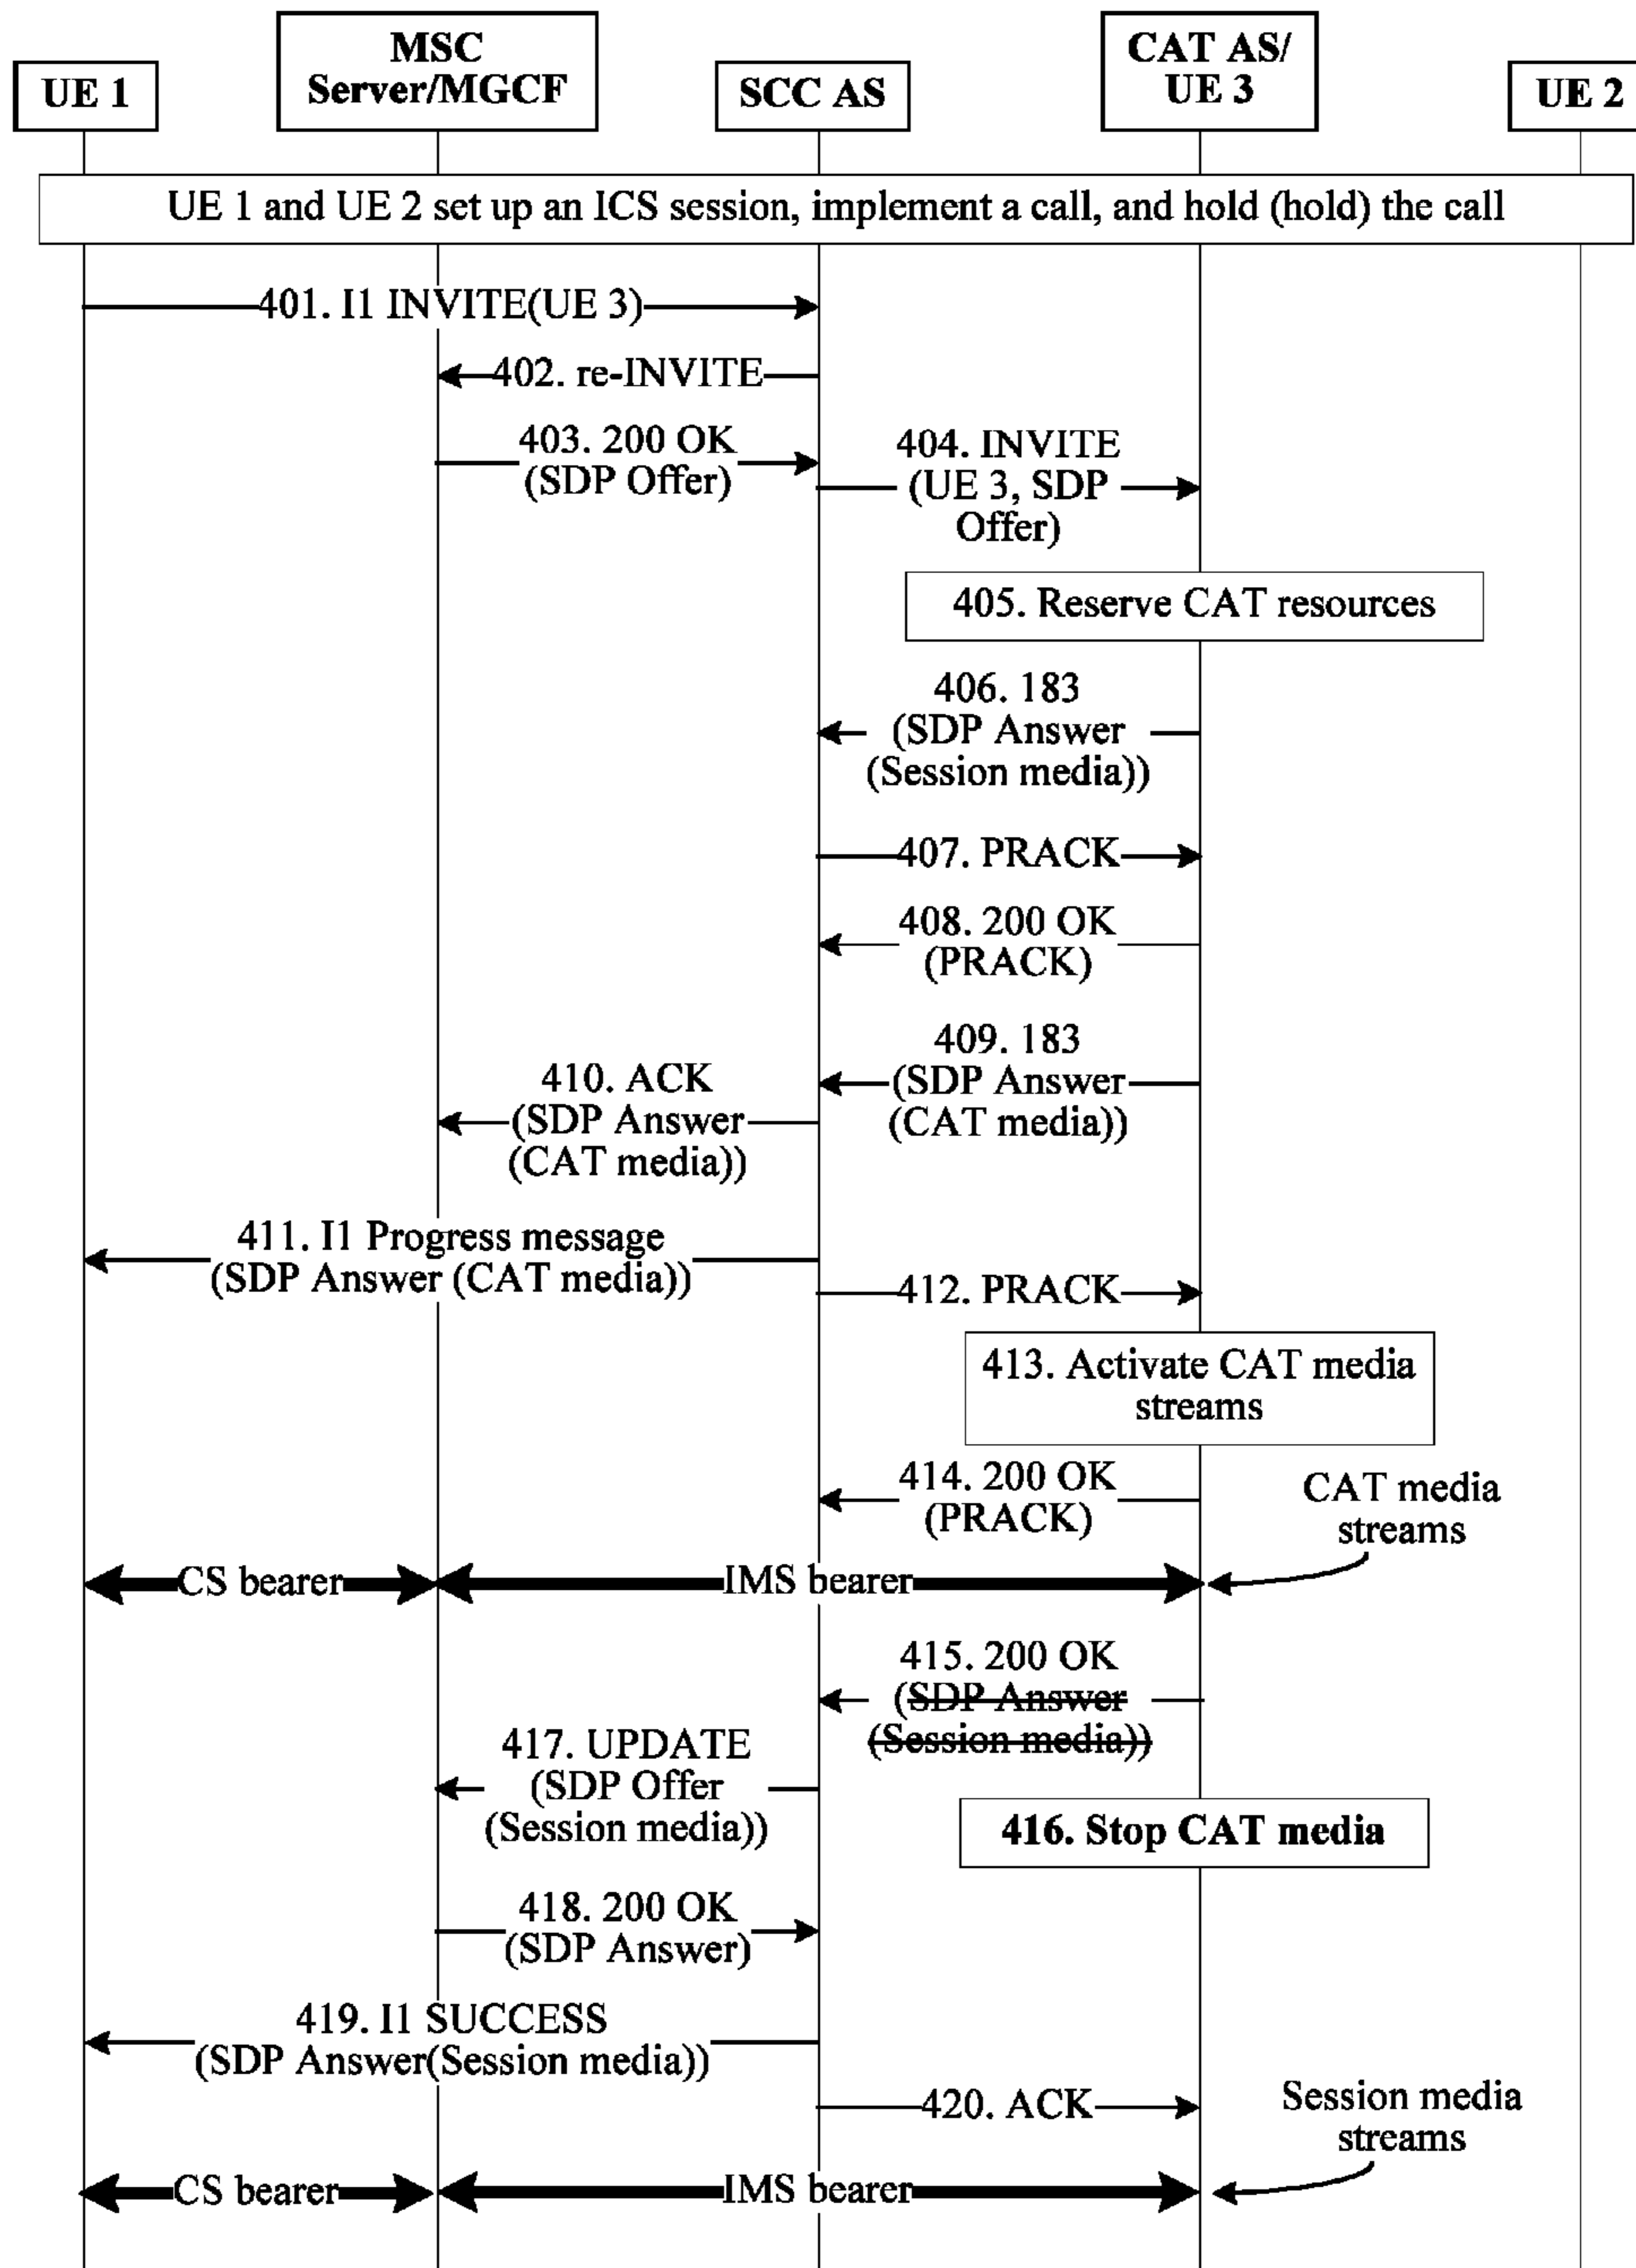 UE 1
MSC
Server/MGCF
SCC AS
CAT AS/
UE 3
UE 2
UE 1 and UE 2 set up an ICS session, implement a call, and hold (hold) the call
401. I1 INVITE(UE 3)
402. re-INVITE
403. 200 OK
(SDP Offer)
404. INVITE
(UE 3, SDP
Offer)
405. Reserve CAT resources
406. 183
(SDP Answer
(Session media))
407. PRACK
408. 200 OK
(PRACK)
409. 183
(SDP Answer
(CAT media))
410. ACK
(SDP Answer
(CAT media))
411. I1 Progress message
(SDP Answer (CAT media))
412. PRACK
413. Activate CAT media
streams
414. 200 OK
(PRACK)
CAT media
streams
CS bearer
IMS bearer
415. 200 OK
(SDP Answer
(Session media))
417. UPDATE
(SDP Offer
(Session media))
416. Stop CAT media
418. 200 OK
(SDP Answer)
419. I1 SUCCESS
(SDP Answer(Session media))
420. ACK
Session media
streams
CS bearer
IMS bearer